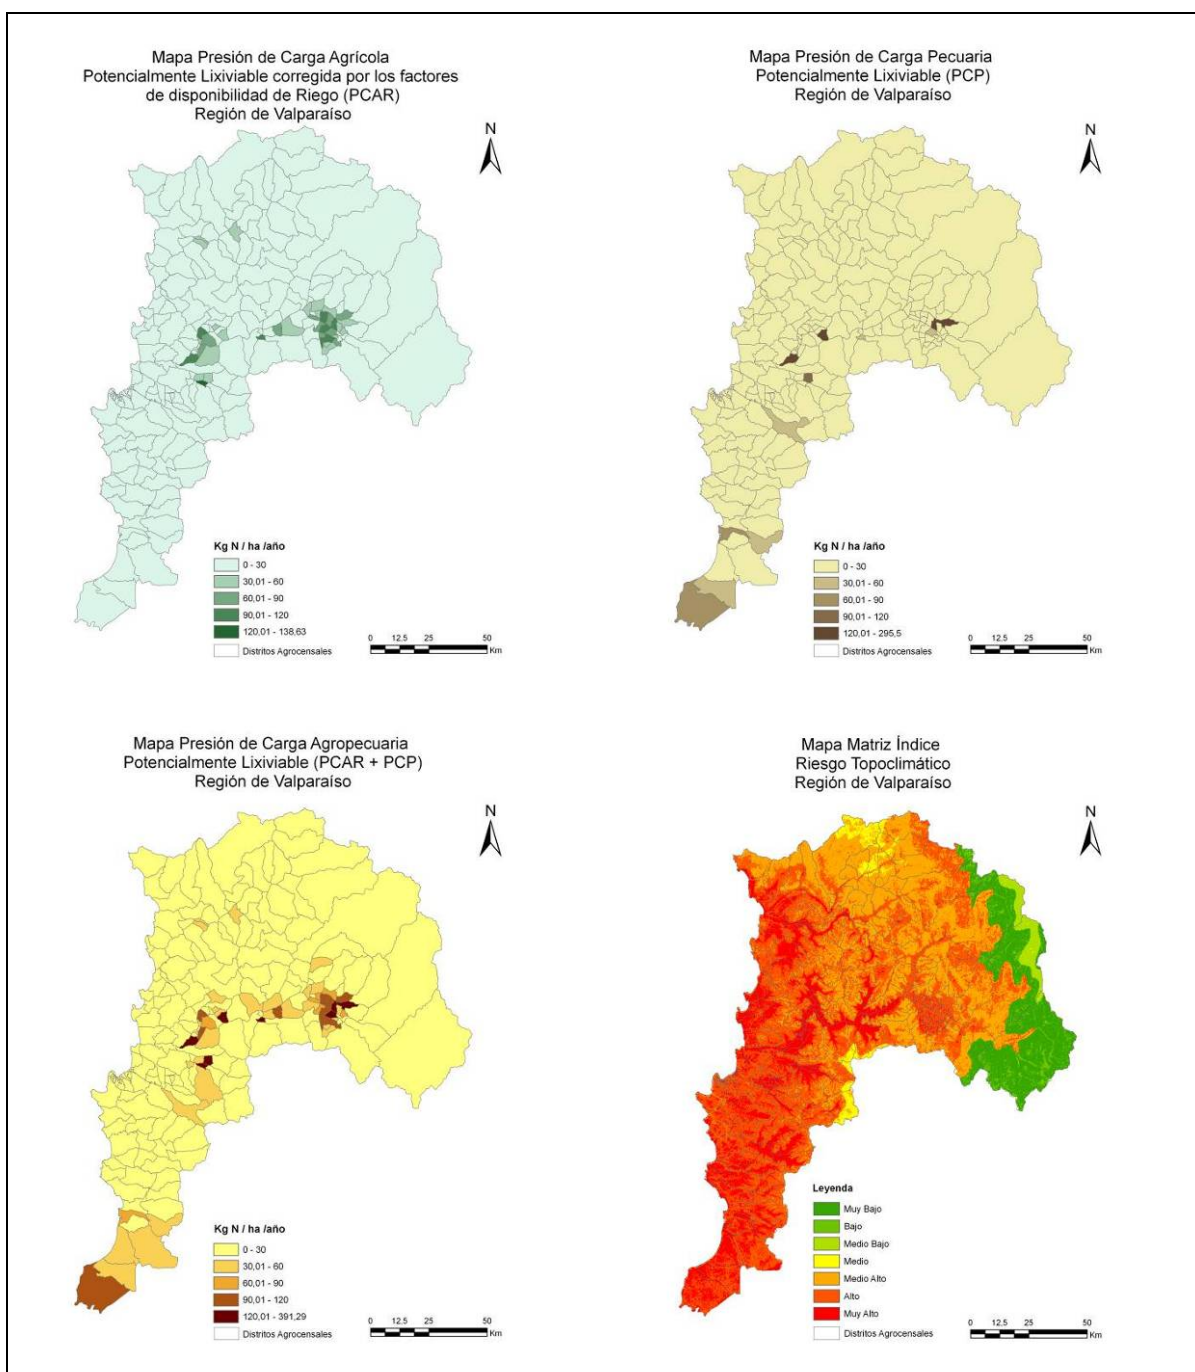 Mapa Presión de Carga Agrícola
Potencialmente Lixiviable corregida por los factores
de disponibilidad de Riego (PCAR)
Región de Valparaíso
N
Kg N / ha /año
0 - 30
30,01 - 60
60,01 - 90
90,01 - 120
120,01 - 138,63
Distritos Agrocensales
0 12.5 25 50
Km
Mapa Presión de Carga Pecuaria
Potencialmente Lixiviable (PCP)
Región de Valparaíso
N
Kg N / ha /año
0 - 30
30,01 - 60
60,01 - 90
90,01 - 120
120,01 - 295,5
Distritos Agrocensales
0 12.5 25 50
Km
Mapa Presión de Carga Agropecuaria
Potencialmente Lixiviable (PCAR + PCP)
Región de Valparaíso
N
Kg N / ha /año
0 - 30
30,01 - 60
60,01 - 90
90,01 - 120
120,01 - 391,29
Distritos Agrocensales
0 12.5 25 50
Km
Mapa Matriz Índice
Riesgo Topoclimático
Región de Valparaíso
N
Leyenda
Muy Bajo
Bajo
Medio Bajo
Medio
Medio Alto
Alto
Muy Alto
Distritos Agrocensales
0 12.5 25 50
Km